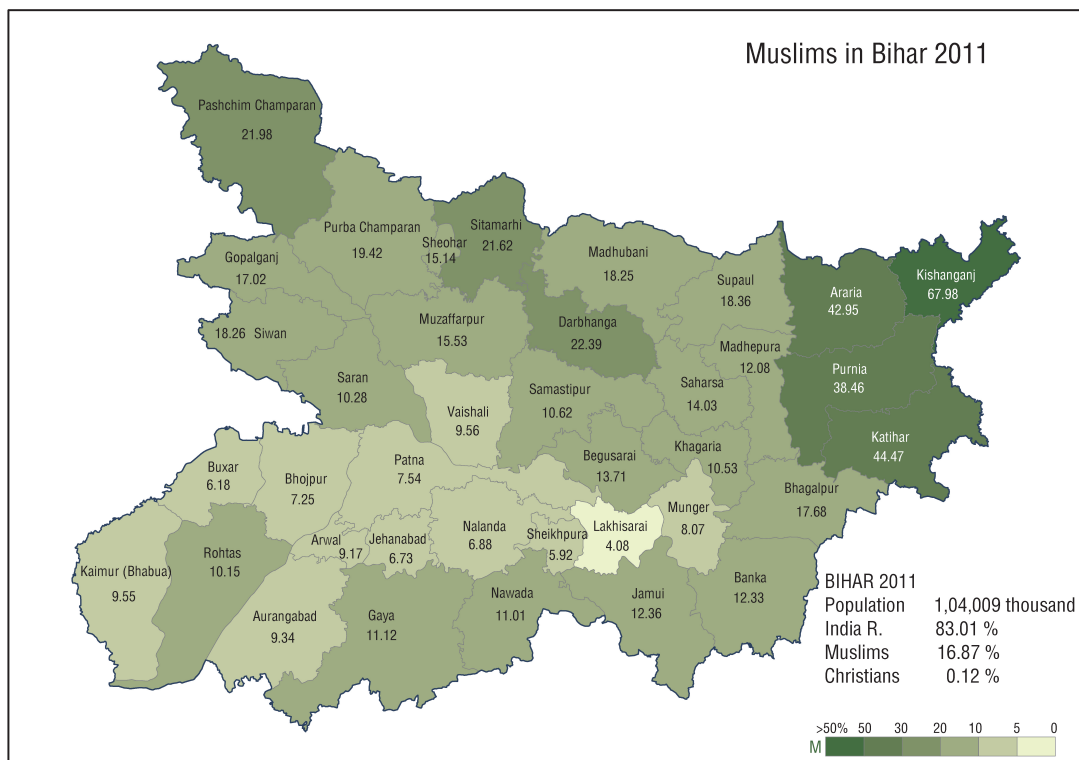 Muslims in Bihar 2011
Pashchim Champaran
21.98
Purba Champaran
19.42
Sheohar
15.14
Sitamarhi
21.62
Gopalganj
17.02
Madhubani
18.25
Supaul
18.36
Araria
42.95
Kishanganj
67.98
18.26 Siwan
Muzaffarpur
15.53
Darbhanga
22.39
Madhepura
12.08
Purnia
38.46
Saran
10.28
Vaishali
9.56
Samastipur
10.62
Saharsa
14.03
Katihar
44.47
Begusarai
13.71
Khagaria
10.53
Buxar
6.18
Bhojpur
7.25
Patna
7.54
Bhagalpur
17.68
Munger
8.07
Arwal
9.17
Jehanabad
6.73
Nalanda
6.88
Sheikhpura
5.92
Lakhisarai
4.08
Kaimur (Bhabua)
9.55
Rohtas
10.15
Aurangabad
9.34
Gaya
11.12
Nawada
11.01
Jamui
12.36
Banka
12.33
BIHAR 2011
Population 1,04,009 thousand
India R. 83.01 %
Muslims 16.87 %
Christians 0.12 %
>50% 50 30 20 10 5 0
M